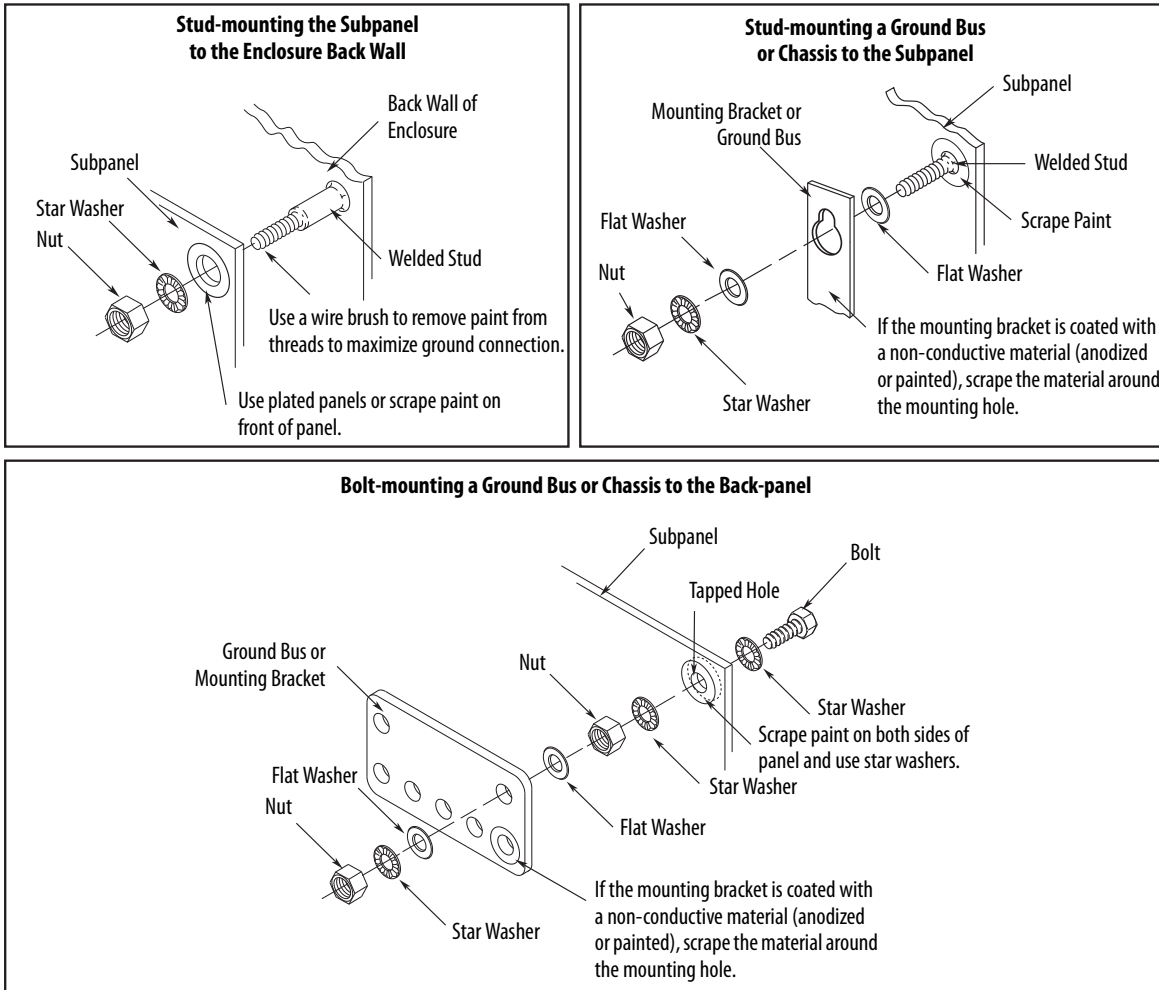 Stud-mounting the Subpanel
to the Enclosure Back Wall
Back Wall of
Enclosure
Subpanel
Star Washer
Nut
Welded Stud
Use a wire brush to remove paint from
threads to maximize ground connection.
Use plated panels or scrape paint on
front of panel.
Stud-mounting a Ground Bus
or Chassis to the Subpanel
Subpanel
Mounting Bracket or
Ground Bus
Welded Stud
Scrape Paint
Flat Washer
Flat Washer
Nut
Star Washer
If the mounting bracket is coated with
a non-conductive material (anodized
or painted), scrape the material around
the mounting hole.
Bolt-mounting a Ground Bus or Chassis to the Back-panel
Subpanel
Bolt
Tapped Hole
Ground Bus or
Mounting Bracket
Nut
Star Washer
Scrape paint on both sides of
panel and use star washers.
Star Washer
Flat Washer
Flat Washer
Nut
Star Washer
If the mounting bracket is coated with
a non-conductive material (anodized
or painted), scrape the material around
the mounting hole.